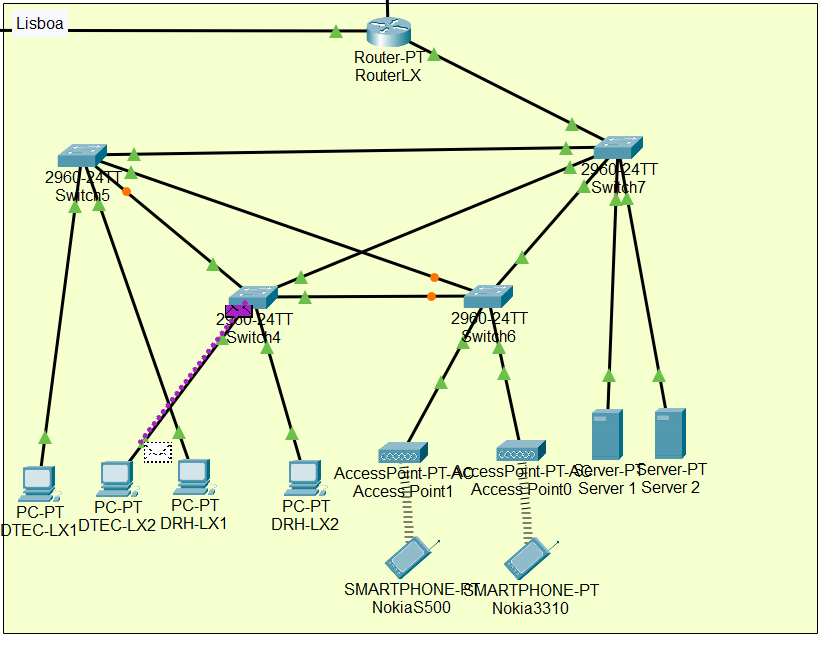 Lisboa
Router-PT
RouterLX
2960-24TT
Switch5
2960-24TT
Switch7
2960-24TT
Switch4
2960-24TT
Switch6
PC-PT
DTEC-LX1
PC-PT
DTEC-LX2
PC-PT
DRH-LX1
PC-PT
DRH-LX2
AccessPoint-PT-AC
Access Point1
AccessPoint-PT-AC
Access Point0
Server-PT
Server 1
Server-PT
Server 2
SMARTPHONE-PT
NokiaS500
SMARTPHONE-PT
Nokia3310